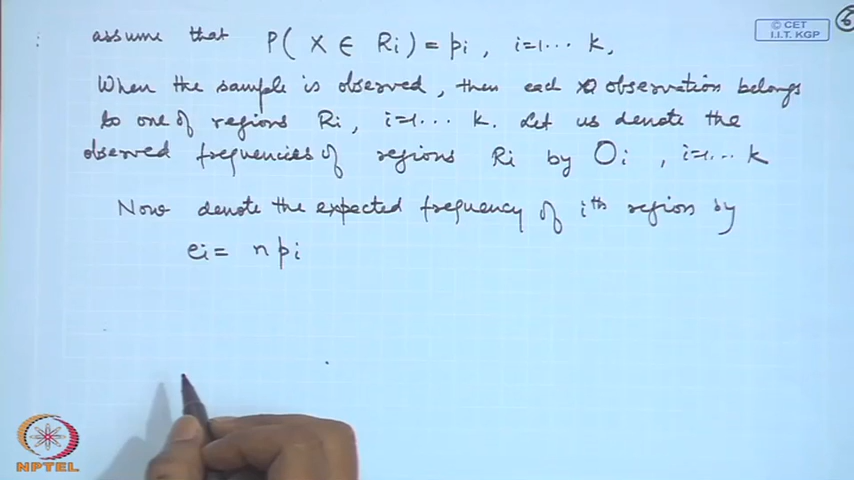 assume that P( X ∈ Ri ) = pi , i=1... k.
© CET
I.I.T. KGP
When the sample is observed, then each observation belongs
to one of regions Ri, i=1... k. Let us denote the
observed frequencies of regions Ri by Oi , i=1... k
Now denote the expected frequency of ith region by
ei = n pi
NPTEL